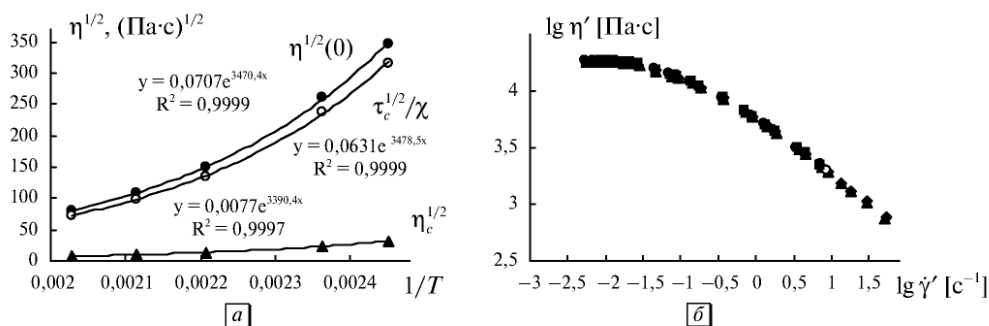 η^1/2, (Па·с)^1/2
350
300
250
200
150
100
50
0
η^1/2(0)
y = 0,0707e^3470,4x
R² = 0,9999
τ_c^1/2/χ
y = 0,0631e^3478,5x
R² = 0,9999
y = 0,0077e^3390,4x
R² = 0,9997
η_c^1/2
0,002 0,0021 0,0022 0,0023 0,0024 1/T
а
lg η′ [Па·с]
4,5
4
3,5
3
2,5
−3 −2,5 −2 −1,5 −1 −0,5 0 0,5 1 1,5 2 lg γ̇′ [с⁻¹]
б